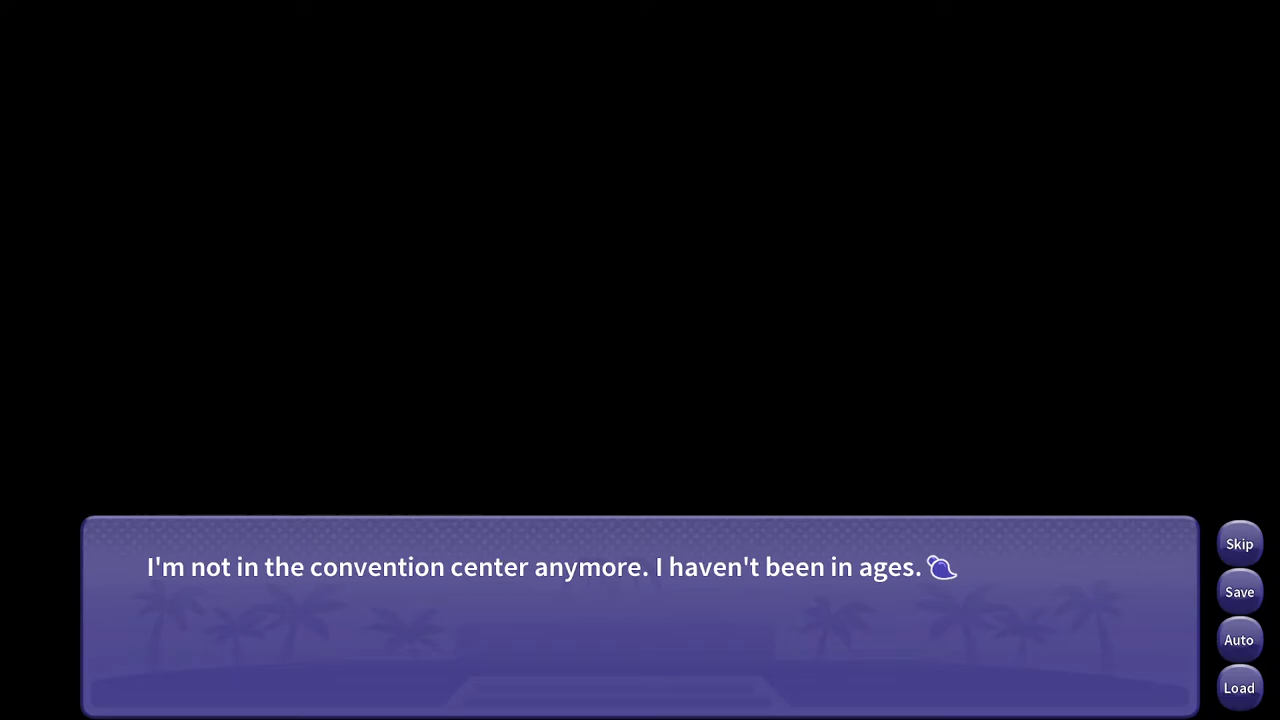 I'm not in the convention center anymore. I haven't been in ages.
Skip
Save
Auto
Load